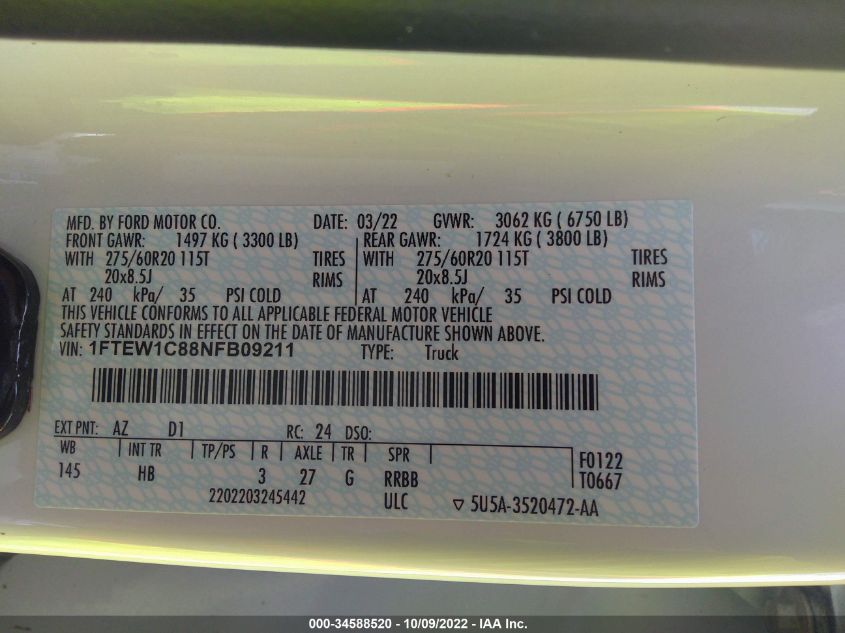 MFD. BY FORD MOTOR CO. DATE: 03/22 GVWR: 3062 KG ( 6750 LB)
FRONT GAWR: 1497 KG ( 3300 LB) REAR GAWR: 1724 KG ( 3800 LB)
WITH 275/60R20 115T TIRES WITH 275/60R20 115T TIRES
20x8.5J RIMS 20x8.5J RIMS
AT 240 kPa/ 35 PSI COLD AT 240 kPa/ 35 PSI COLD
THIS VEHICLE CONFORMS TO ALL APPLICABLE FEDERAL MOTOR VEHICLE
SAFETY STANDARDS IN EFFECT ON THE DATE OF MANUFACTURE SHOWN ABOVE.
VIN: 1FTEW1C88NFB09211 TYPE: Truck
EXT PNT: AZ D1 RC: 24 DSO:
WB INT TR TP/PS R AXLE TR SPR F0122
145 HB 3 27 G RRBB T0667
2202203245442 ULC ▽ 5U5A-3520472-AA
000-34588520 - 10/09/2022 - IAA Inc.